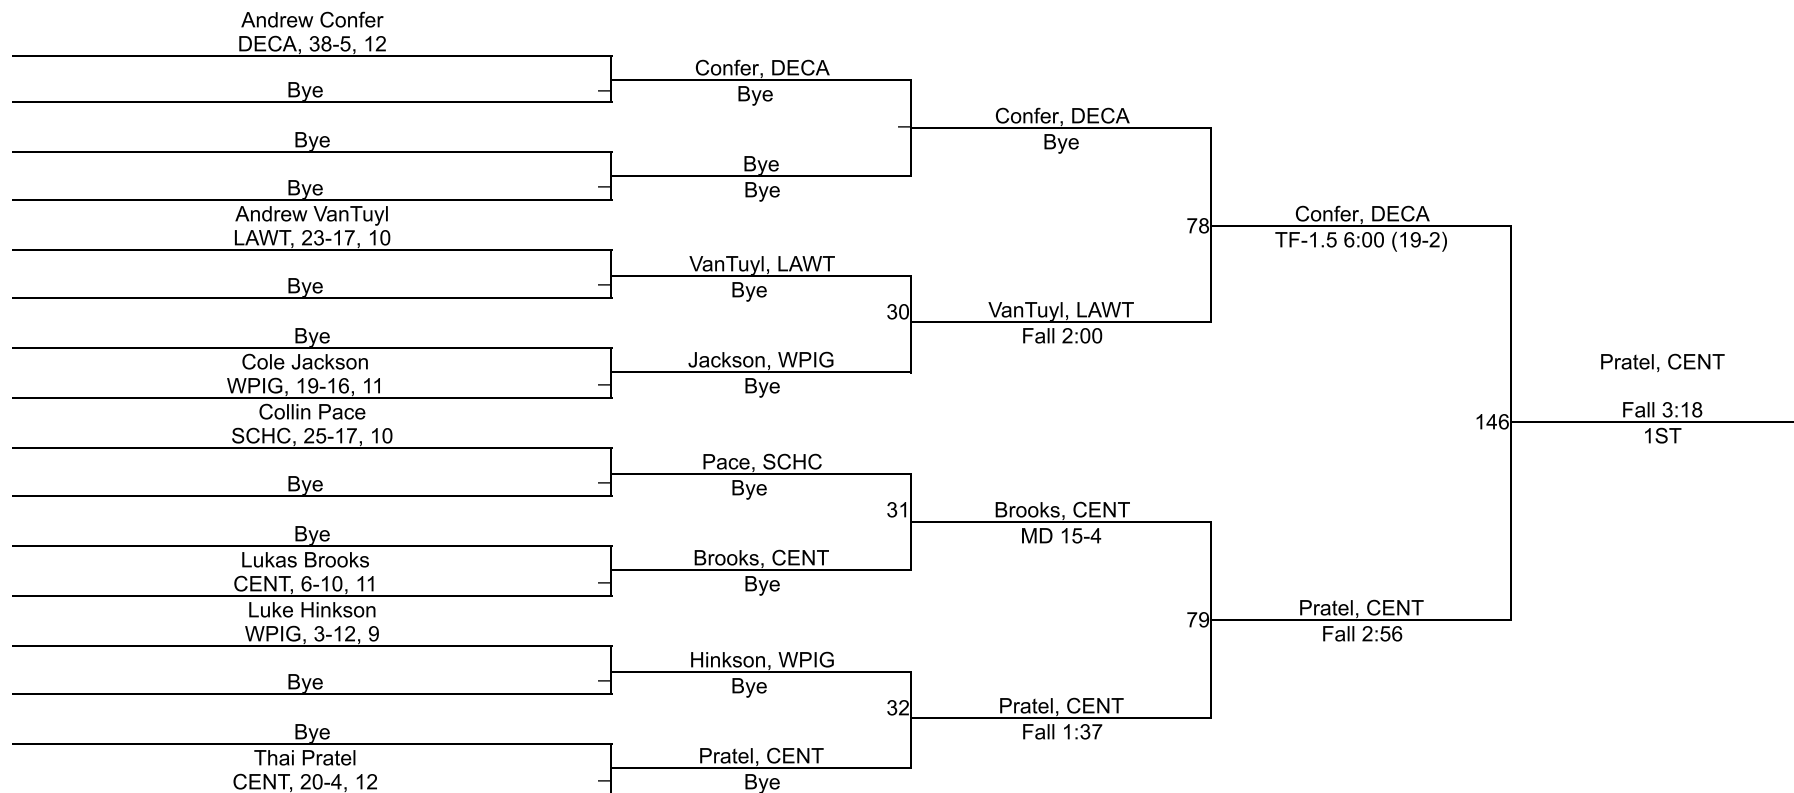 Andrew Confer
DECA, 38-5, 12
Bye
Bye
Bye
Andrew VanTuyl
LAWT, 23-17, 10
Bye
Bye
Cole Jackson
WPIG, 19-16, 11
Collin Pace
SCHC, 25-17, 10
Bye
Bye
Lukas Brooks
CENT, 6-10, 11
Luke Hinkson
WPIG, 3-12, 9
Bye
Bye
Thai Pratel
CENT, 20-4, 12
Confer, DECA
Bye
Bye
Bye
VanTuyl, LAWT
Bye
Jackson, WPIG
Bye
Pace, SCHC
Bye
Brooks, CENT
Bye
Hinkson, WPIG
Bye
Pratel, CENT
Bye
30
31
32
Confer, DECA
Bye
VanTuyl, LAWT
Fall 2:00
Brooks, CENT
MD 15-4
Pratel, CENT
Fall 1:37
78
79
Confer, DECA
TF-1.5 6:00 (19-2)
Pratel, CENT
Fall 2:56
146
Pratel, CENT
Fall 3:18
1ST